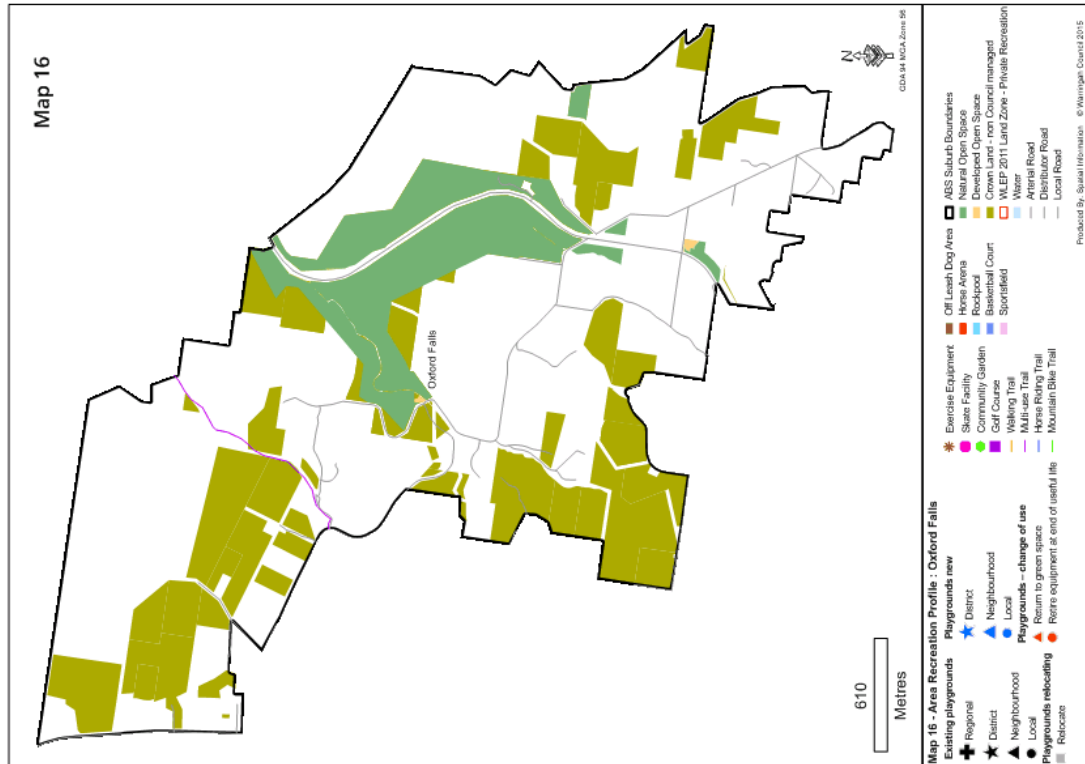 Map 16
N
GDA 94 MGA Zone 56
Oxford Falls
610
Metres
Map 16 - Area Recreation Profile : Oxford Falls
Existing playgrounds
Regional
District
Neighbourhood
Local
Playgrounds relocating
Relocate
Playgrounds new
District
Neighbourhood
Local
Playgrounds – change of use
Return to green space
Retire equipment at end of useful life
Exercise Equipment
Skate Facility
Community Garden
Golf Course
Walking Trail
Multi-use Trail
Horse Riding Trail
Mountain Bike Trail
Off Leash Dog Area
Horse Arena
Rockpool
Basketball Court
Sportsfield
ABS Suburb Boundaries
Natural Open Space
Developed Open Space
Crown Land - non Council managed
WLEP 2011 Land Zone - Private Recreation
Water
Arterial Road
Distributor Road
Local Road
Produced By: Spatial Information © Warringah Council 2015